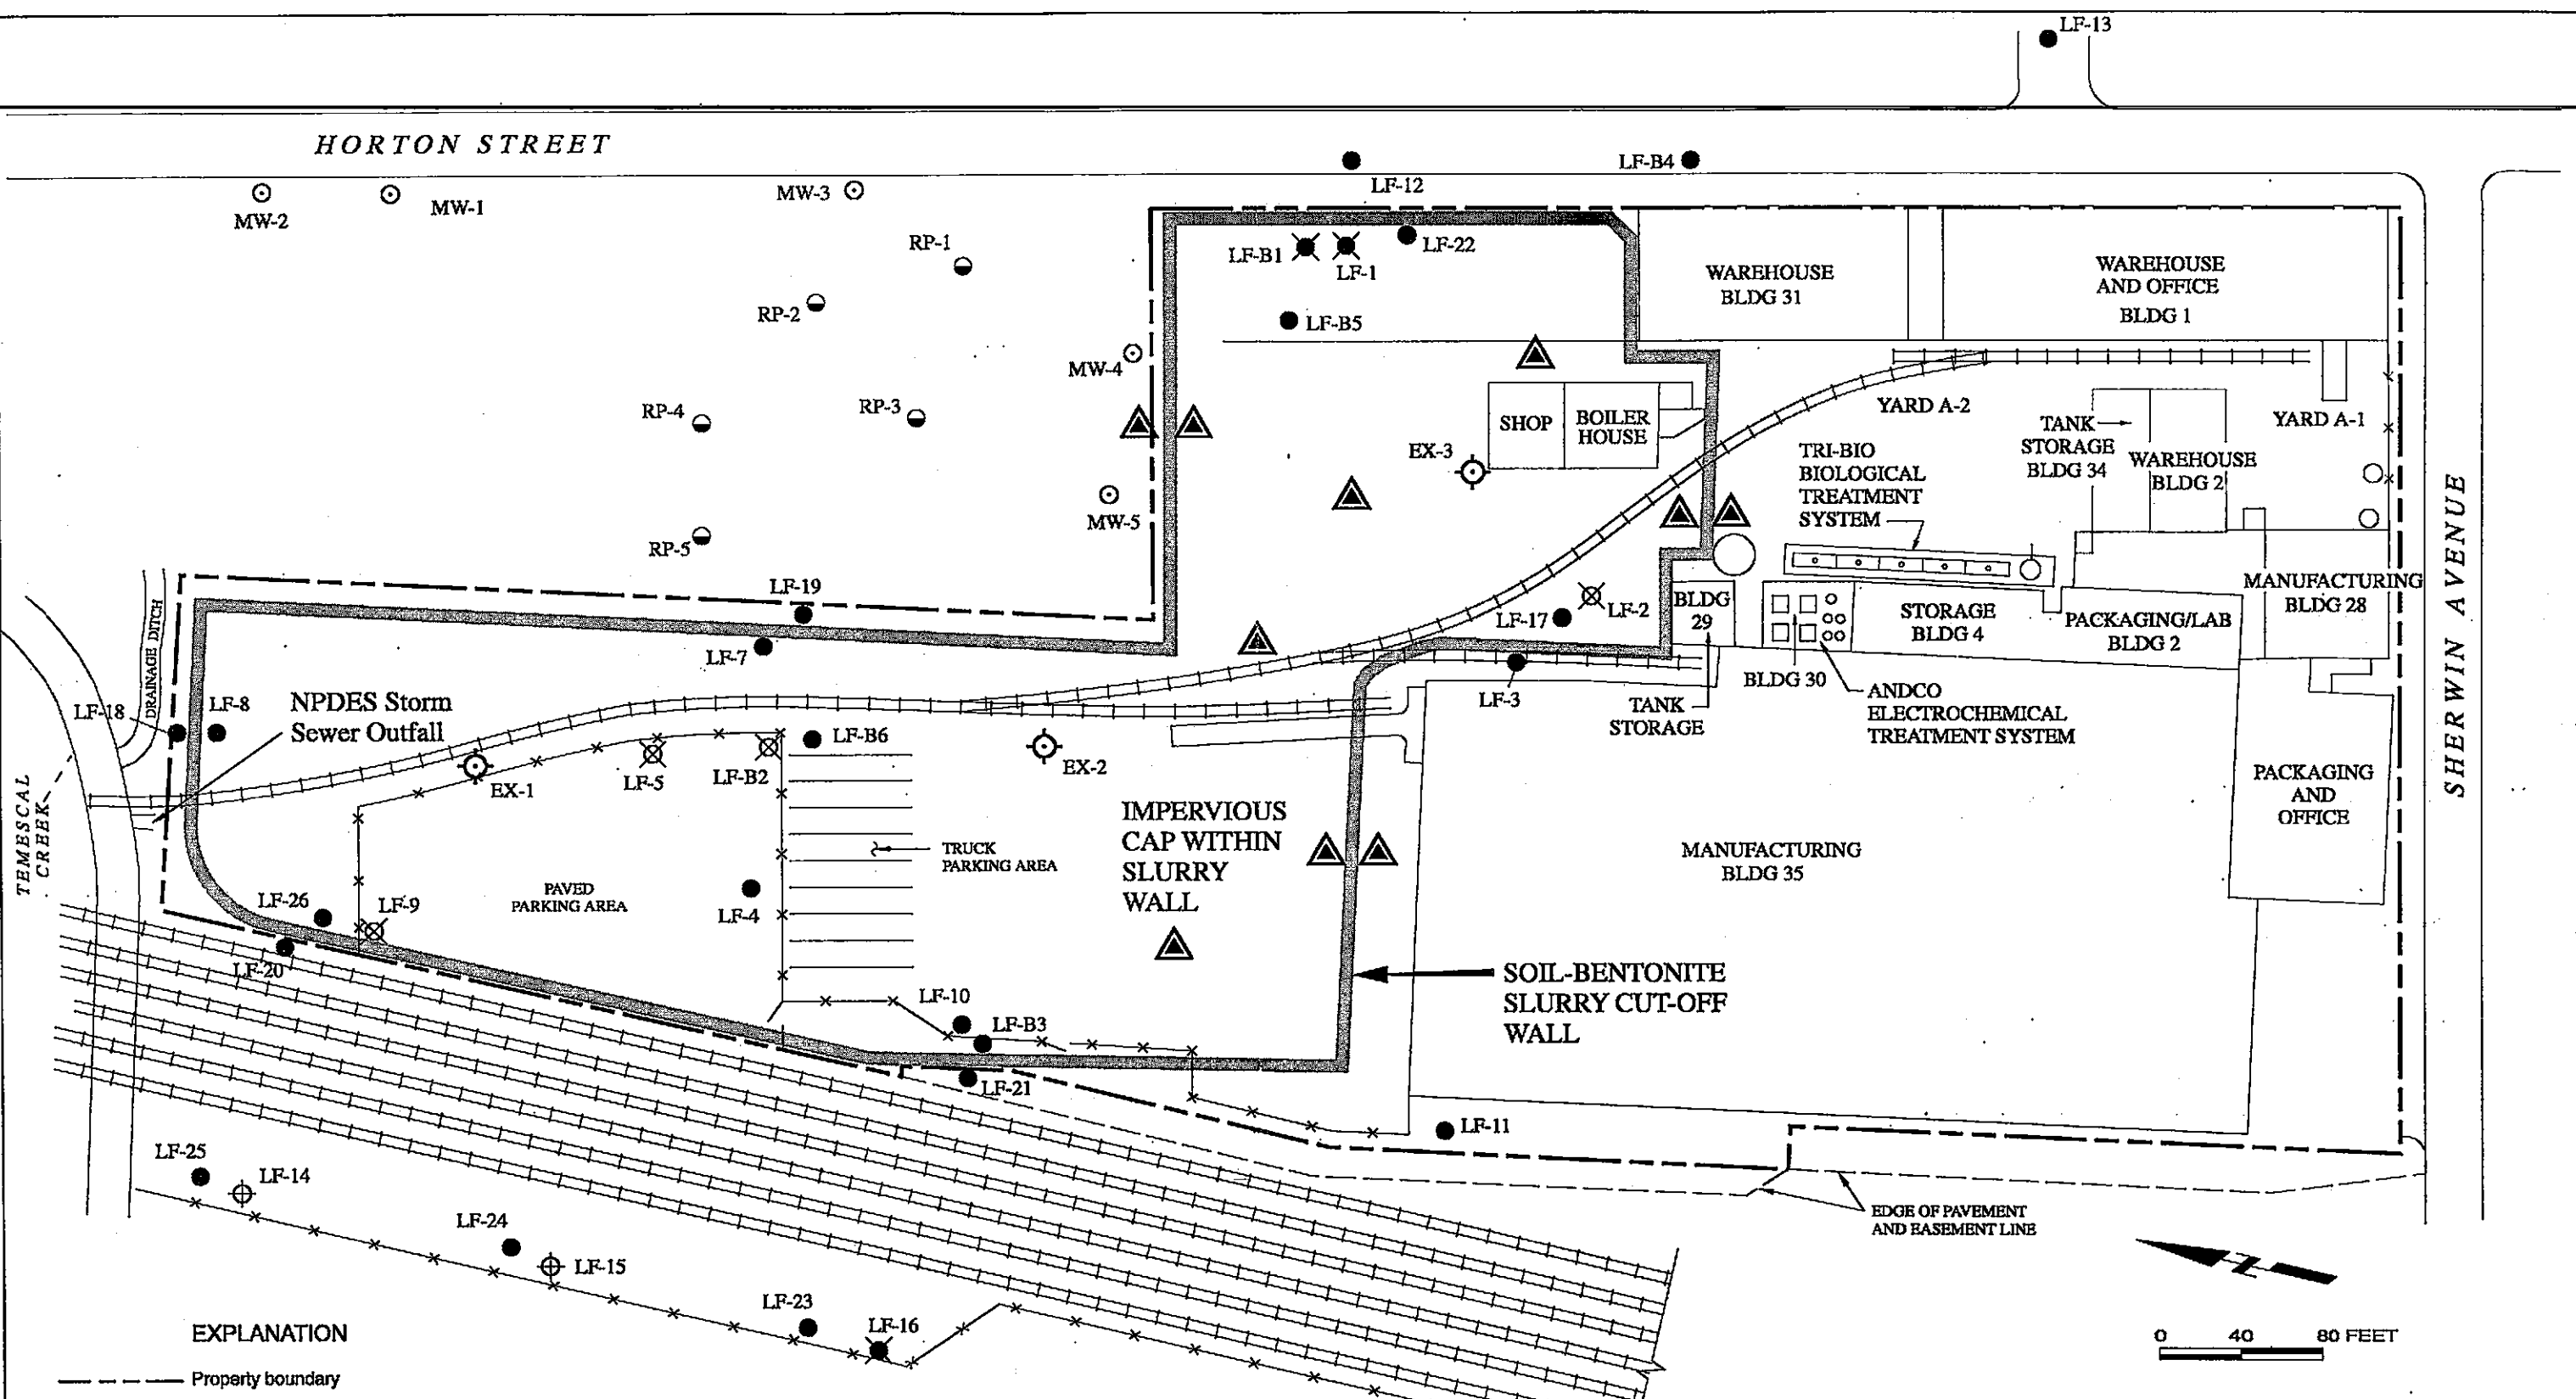 LF-13
HORTON STREET
LF-B4
LF-12
MW-2
MW-1
MW-3
RP-1
LF-B1
LF-1
LF-22
RP-2
LF-B5
MW-4
RP-4
RP-3
MW-5
RP-5
WAREHOUSE
BLDG 31
WAREHOUSE
AND OFFICE
BLDG 1
SHOP
BOILER
HOUSE
EX-3
YARD A-2
YARD A-1
TANK
STORAGE
BLDG 34
WAREHOUSE
BLDG 2
TRI-BIO
BIOLOGICAL
TREATMENT
SYSTEM
SHERWIN AVENUE
LF-19
LF-7
LF-17
LF-2
BLDG
29
STORAGE
BLDG 4
PACKAGING/LAB
BLDG 2
MANUFACTURING
BLDG 28
DRAINAGE DITCH
LF-18
LF-8
NPDES Storm
Sewer Outfall
LF-3
TANK
STORAGE
BLDG 30
ANDCO
ELECTROCHEMICAL
TREATMENT SYSTEM
TEMESCAL
CREEK
EX-1
LF-5
LF-B2
LF-B6
EX-2
PACKAGING
AND
OFFICE
IMPERVIOUS
CAP WITHIN
SLURRY
WALL
TRUCK
PARKING AREA
MANUFACTURING
BLDG 35
PAVED
PARKING AREA
LF-26
LF-9
LF-4
LF-20
SOIL-BENTONITE
SLURRY CUT-OFF
WALL
LF-10
LF-B3
LF-21
LF-11
LF-25
LF-14
LF-24
LF-15
LF-23
LF-16
EDGE OF PAVEMENT
AND EASEMENT LINE
Z
EXPLANATION
Property boundary
0 40 80 FEET